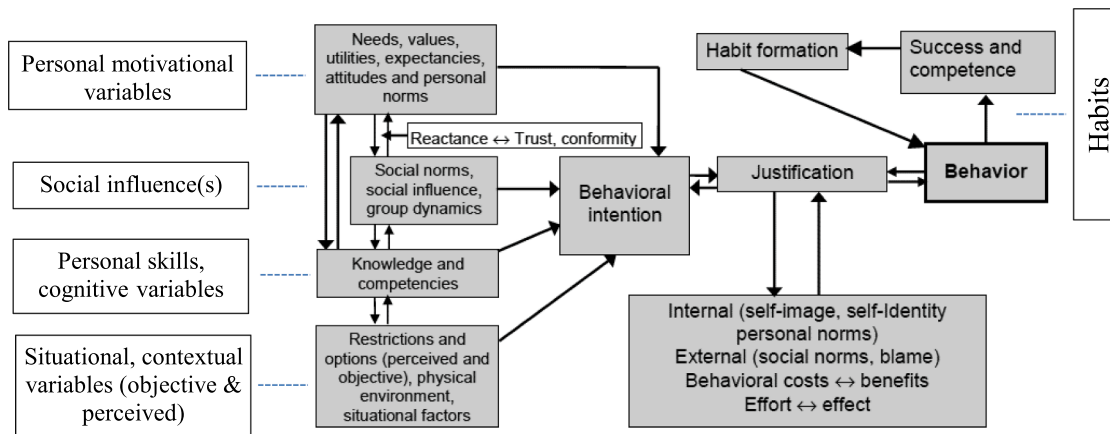 Personal motivational
variables
Social influence(s)
Personal skills,
cognitive variables
Situational, contextual
variables (objective &
perceived)
Needs, values,
utilities, expectancies,
attitudes and personal
norms
Reactance ↔ Trust, conformity
Social norms,
social influence,
group dynamics
Knowledge and
competencies
Restrictions and
options (perceived and
objective), physical
environment,
situational factors
Behavioral
intention
Habit formation
Success and
competence
Justification
Behavior
Internal (self-image, self-Identity
personal norms)
External (social norms, blame)
Behavioral costs ↔ benefits
Effort ↔ effect
Habits